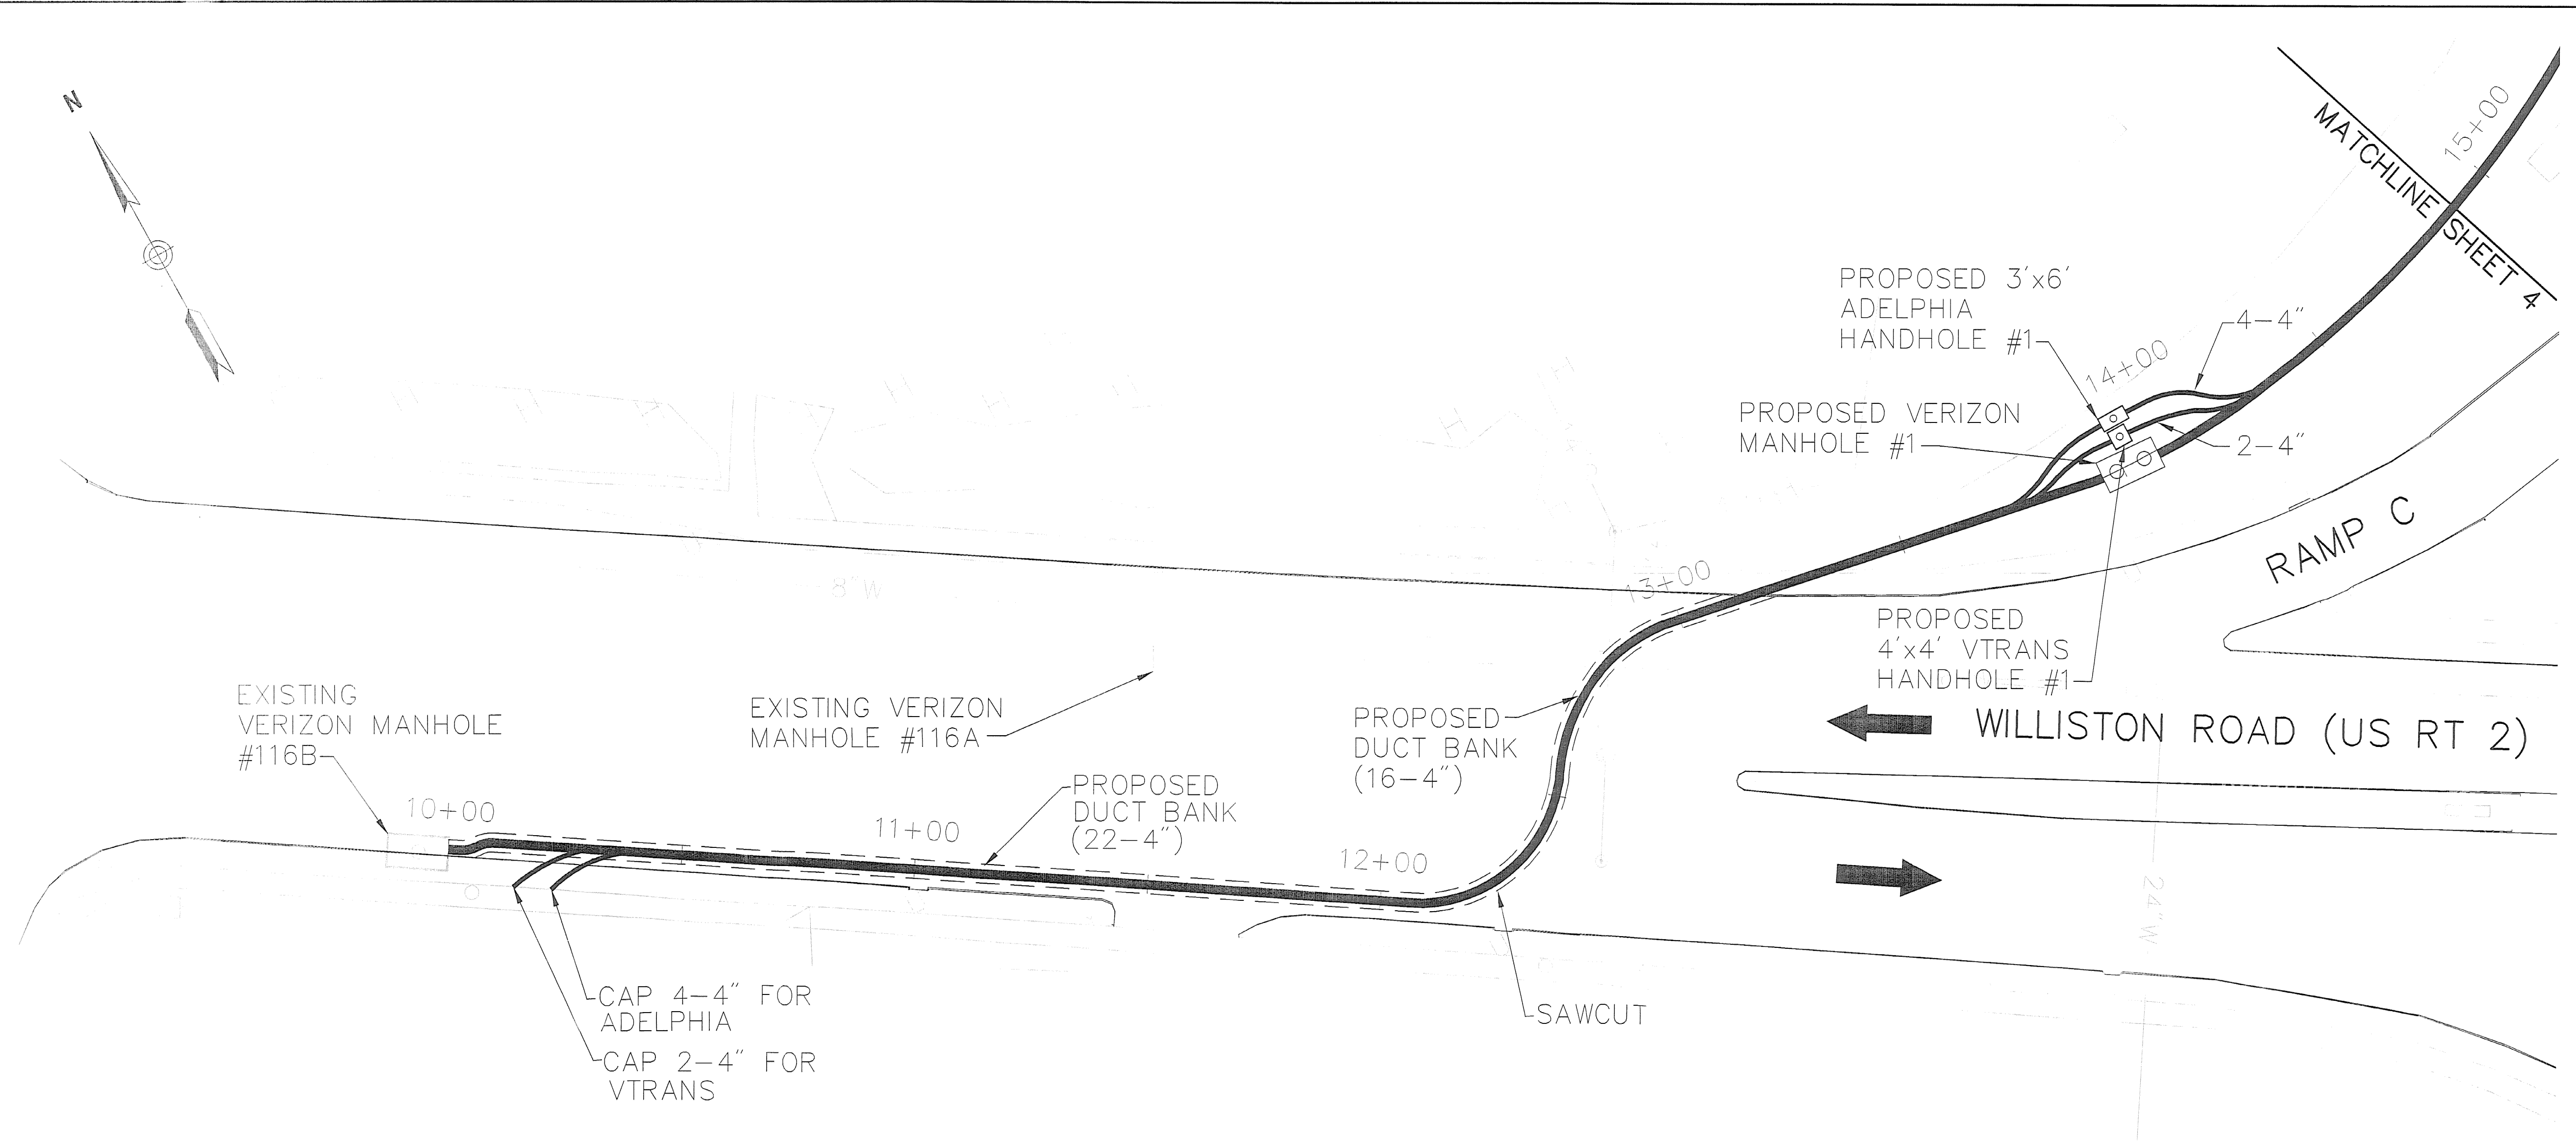 N
15+00
MATCHLINE SHEET 4
PROPOSED 3'x6'
ADELPHIA
HANDHOLE #1
4-4"
14+00
PROPOSED VERIZON
MANHOLE #1
2-4"
RAMP C
8"W
13+00
PROPOSED
4'x4' VTRANS
HANDHOLE #1
EXISTING
VERIZON MANHOLE
#116B
EXISTING VERIZON
MANHOLE #116A
PROPOSED
DUCT BANK
(16-4")
WILLISTON ROAD (US RT 2)
PROPOSED
DUCT BANK
(22-4")
10+00
11+00
12+00
24"W
CAP 4-4" FOR
ADELPHIA
SAWCUT
CAP 2-4" FOR
VTRANS